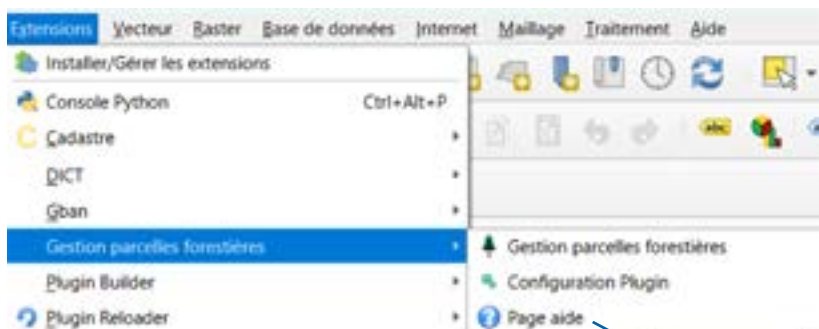 Extensions Vecteur Raster Base de données Internet Maillage Traitement Aide
Installer/Gérer les extensions
Console Python Ctrl+Alt+P
Cadastre
abc
DICT
Gban
Gestion parcelles forestières
Gestion parcelles forestières
Plugin Builder
Configuration Plugin
Plugin Reloader
Page aide